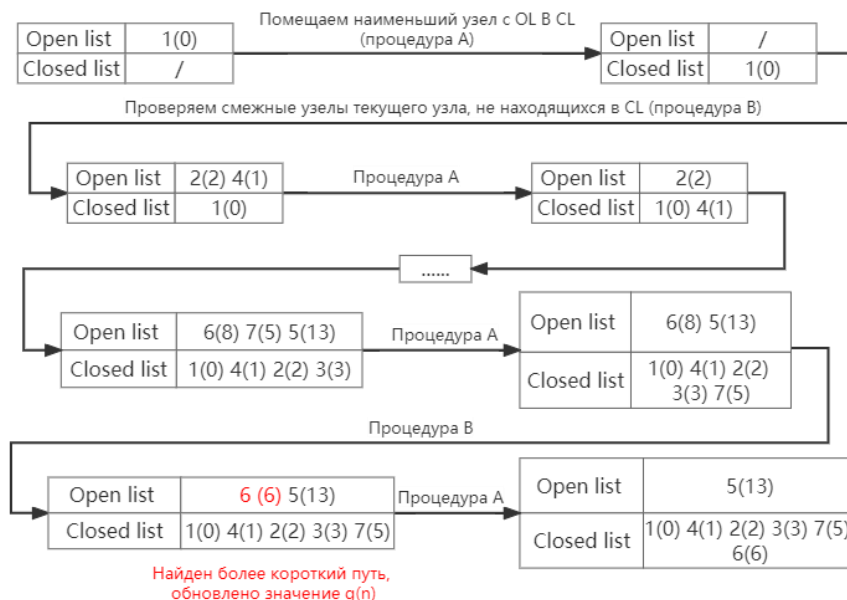 Помещаем наименьший узел с OL В CL
(процедура А)
Open list 1(0)
Closed list /
Open list /
Closed list 1(0)
Проверяем смежные узелы текущего узла, не находящихся в CL (процедура В)
Open list 2(2) 4(1)
Closed list 1(0)
Процедура А
Open list 2(2)
Closed list 1(0) 4(1)
......
Open list 6(8) 7(5) 5(13)
Closed list 1(0) 4(1) 2(2) 3(3)
Процедура А
Open list 6(8) 5(13)
Closed list 1(0) 4(1) 2(2)
3(3) 7(5)
Процедура В
Open list 6 (6) 5(13)
Closed list 1(0) 4(1) 2(2) 3(3) 7(5)
Процедура А
Open list 5(13)
Closed list 1(0) 4(1) 2(2) 3(3) 7(5)
6(6)
Найден более короткий путь,
обновлено значение g(n)